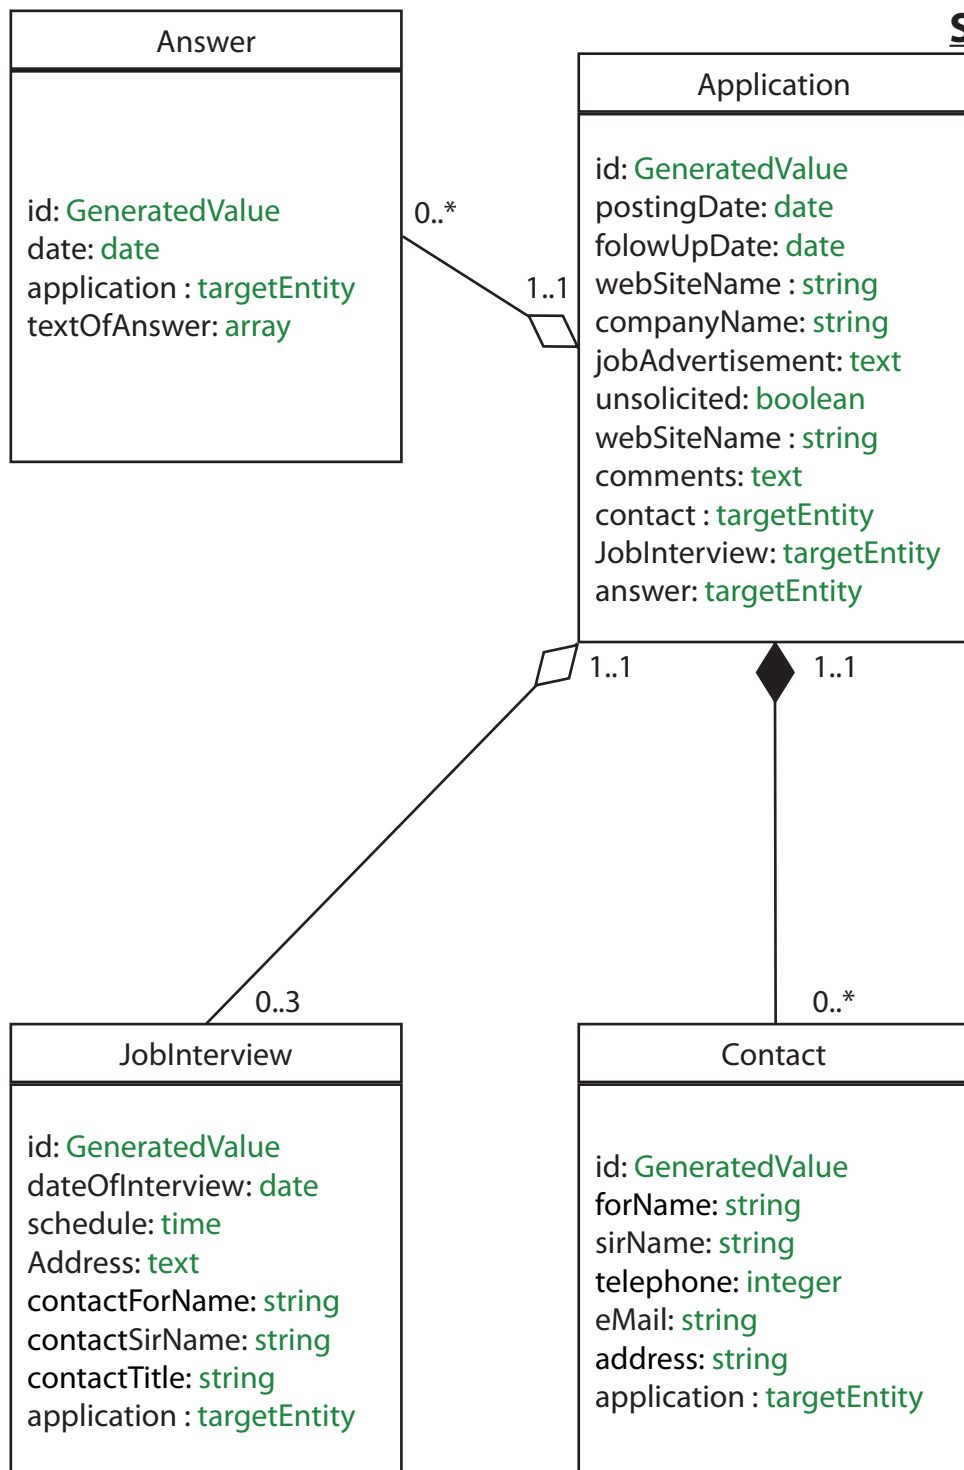 Answer
id: GeneratedValue
date: date
application : targetEntity
textOfAnswer: array
0..*
1..1
S
Application
id: GeneratedValue
postingDate: date
folowUpDate: date
webSiteName : string
companyName: string
jobAdvertisement: text
unsolicited: boolean
webSiteName : string
comments: text
contact : targetEntity
JobInterview: targetEntity
answer: targetEntity
1..1
1..1
0..3
0..*
JobInterview
id: GeneratedValue
dateOfInterview: date
schedule: time
Address: text
contactForName: string
contactSirName: string
contactTitle: string
application : targetEntity
Contact
id: GeneratedValue
forName: string
sirName: string
telephone: integer
eMail: string
address: string
application : targetEntity